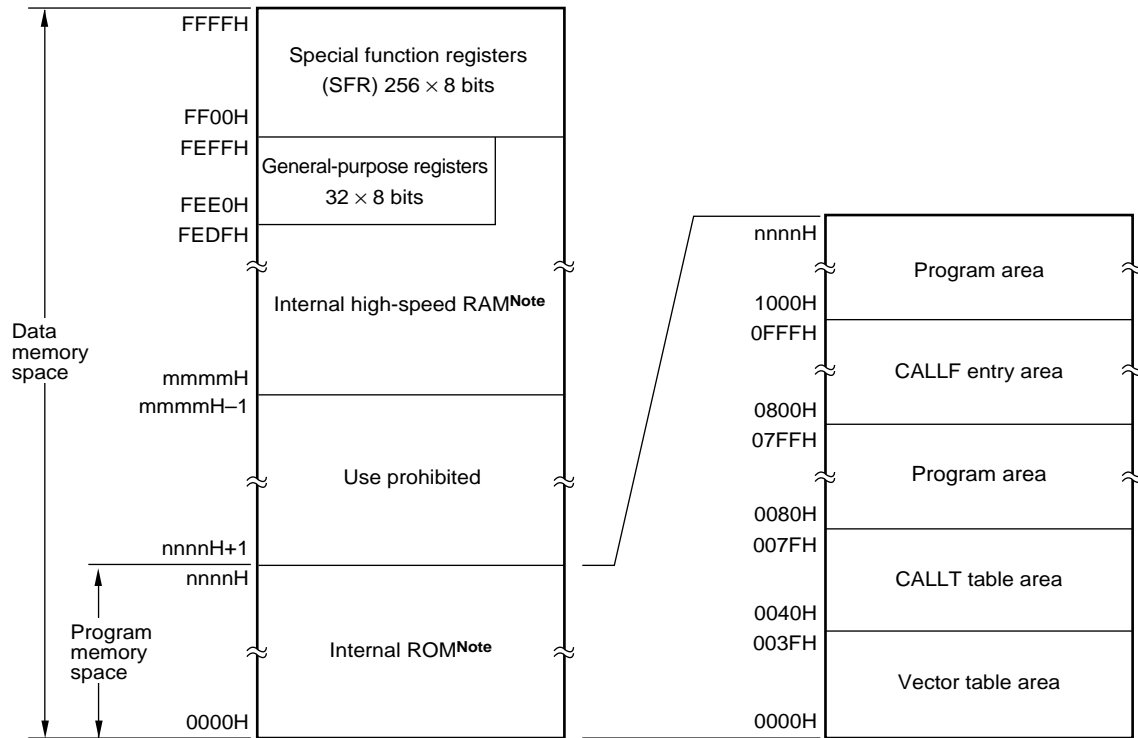 FFFFH
Special function registers
(SFR) 256 × 8 bits
FF00H
FEFFH
General-purpose registers
32 × 8 bits
FEE0H
FEDFH
Internal high-speed RAMNote
mmmmH
mmmmH–1
Use prohibited
nnnnH+1
nnnnH
Internal ROMNote
0000H
Data
memory
space
Program
memory
space
nnnnH
Program area
1000H
0FFFH
CALLF entry area
0800H
07FFH
Program area
0080H
007FH
CALLT table area
0040H
003FH
Vector table area
0000H